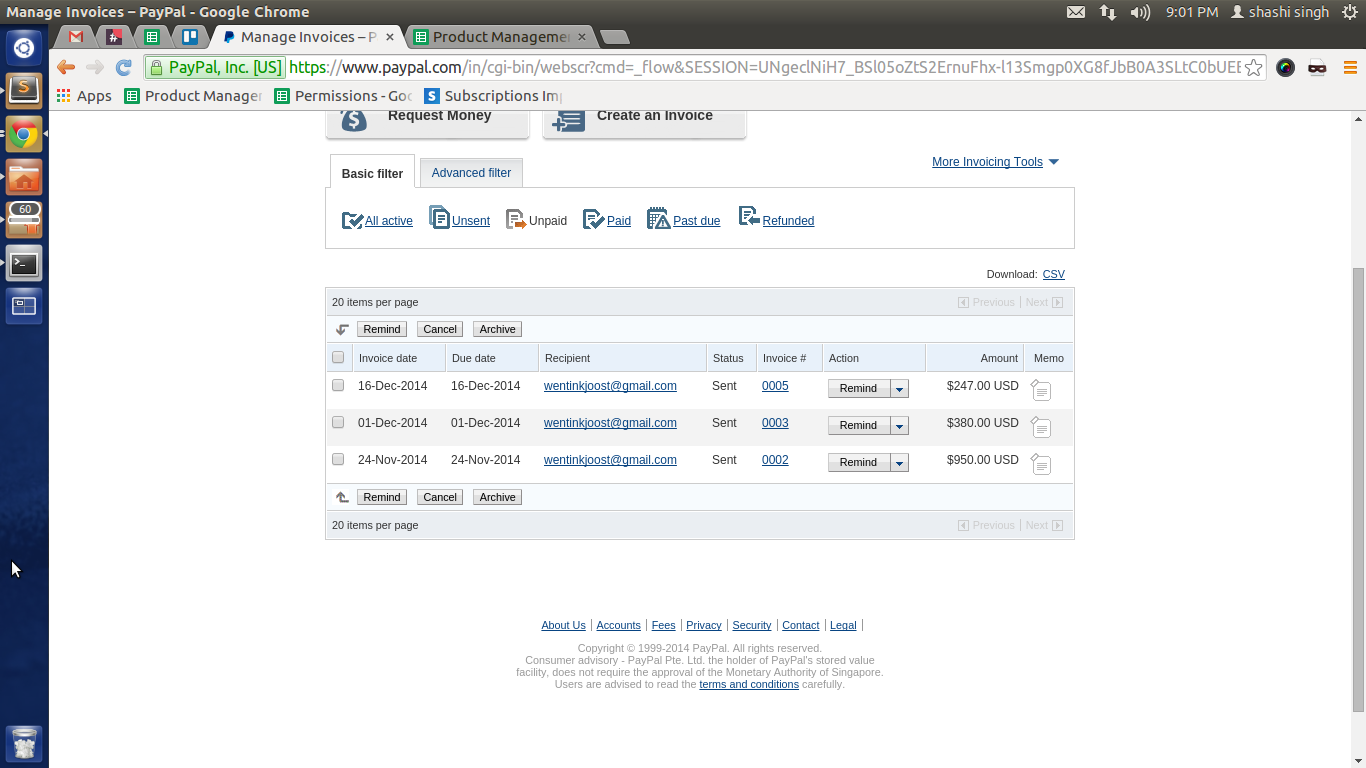 Manage Invoices – PayPal - Google Chrome
9:01 PM shashi singh
Manage Invoices – P
Product Manageme
PayPal, Inc. [US] https://www.paypal.com/in/cgi-bin/webscr?cmd=_flow&SESSION=UNgeclNiH7_BSl05oZtS2ErnuFhx-l13Smgp0XG8fJbB0A3SLtC0bUEE
Apps Product Manager Permissions - Goo Subscriptions Imp
60
Request Money Create an Invoice
More Invoicing Tools
Basic filter Advanced filter
All active Unsent Unpaid Paid Past due Refunded
Download: CSV
20 items per page Previous | Next
Remind Cancel Archive
Invoice date Due date Recipient Status Invoice # Action Amount Memo
16-Dec-2014 16-Dec-2014 wentinkjoost@gmail.com Sent 0005 Remind $247.00 USD
01-Dec-2014 01-Dec-2014 wentinkjoost@gmail.com Sent 0003 Remind $380.00 USD
24-Nov-2014 24-Nov-2014 wentinkjoost@gmail.com Sent 0002 Remind $950.00 USD
Remind Cancel Archive
20 items per page Previous | Next
About Us | Accounts | Fees | Privacy | Security | Contact | Legal |
Copyright © 1999-2014 PayPal. All rights reserved.
Consumer advisory - PayPal Pte. Ltd. the holder of PayPal's stored value
facility, does not require the approval of the Monetary Authority of Singapore.
Users are advised to read the terms and conditions carefully.